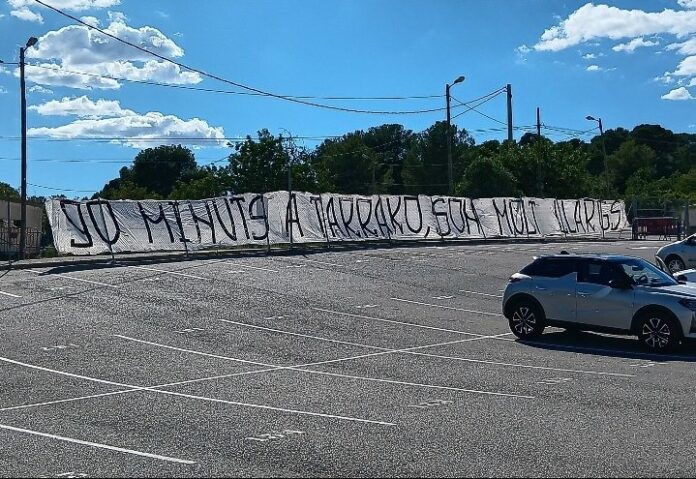 90 MINUTS A TARRAKO, SON MOLT LLARGS